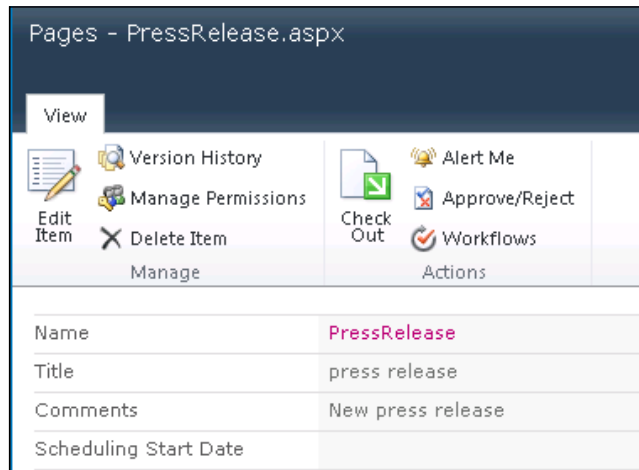 Pages - PressRelease.aspx
View
Edit
Item
Version History
Manage Permissions
Delete Item
Manage
Check
Out
Alert Me
Approve/Reject
Workflows
Actions
Name PressRelease
Title press release
Comments New press release
Scheduling Start Date